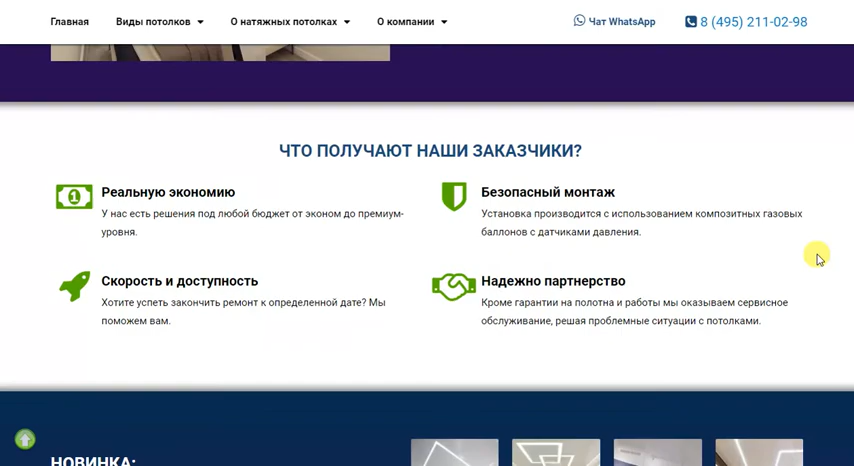 Главная Виды потолков О натяжных потолках О компании Чат WhatsApp 8 (495) 211-02-98
ЧТО ПОЛУЧАЮТ НАШИ ЗАКАЗЧИКИ?
Реальную экономию
У нас есть решения под любой бюджет от эконом до премиум-
уровня.
Безопасный монтаж
Установка производится с использованием композитных газовых
баллонов с датчиками давления.
Скорость и доступность
Хотите успеть закончить ремонт к определенной дате? Мы
поможем вам.
Надежно партнерство
Кроме гарантии на полотна и работы мы оказываем сервисное
обслуживание, решая проблемные ситуации с потолками.
НОВИНКА: